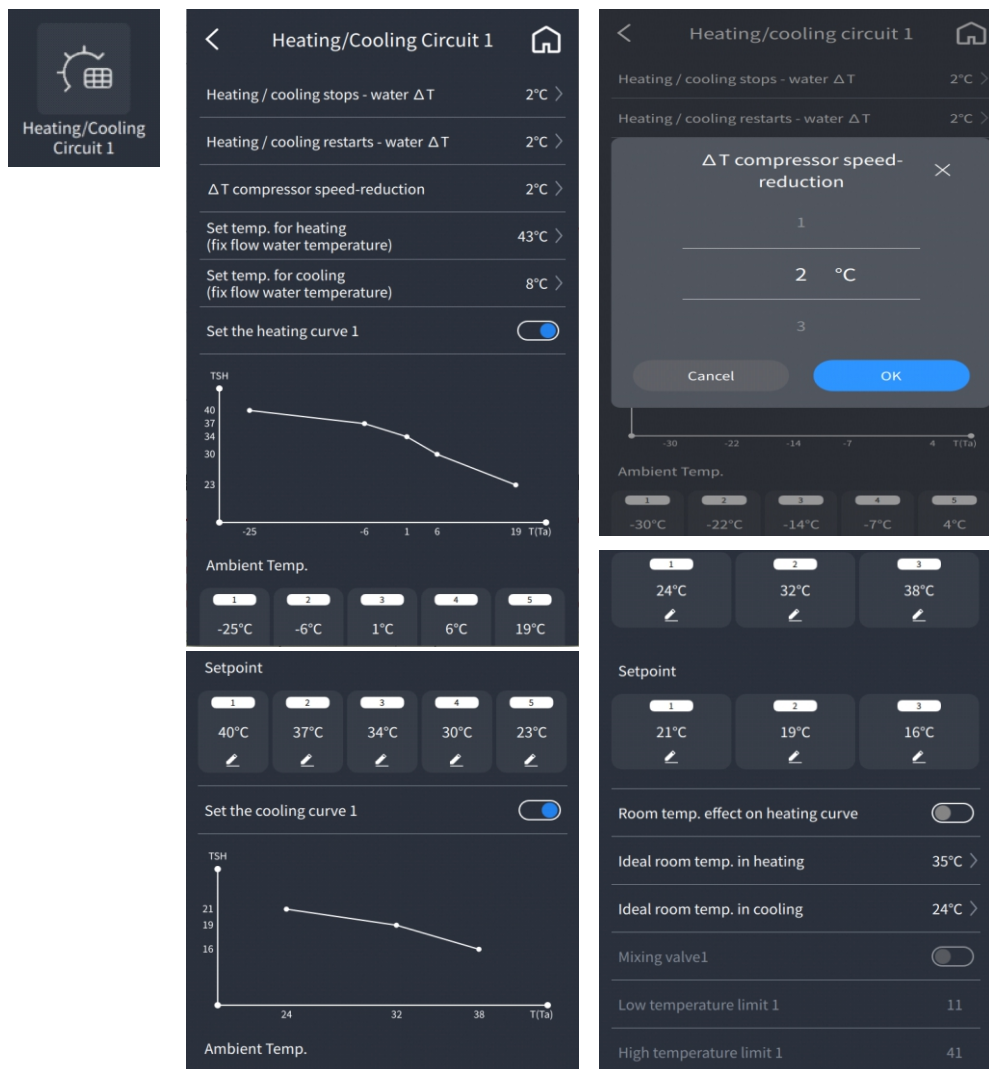 Heating/Cooling
Circuit 1
Heating/Cooling Circuit 1
Heating / cooling stops - water ΔT 2°C
Heating / cooling restarts - water ΔT 2°C
ΔT compressor speed-reduction 2°C
Set temp. for heating
(fix flow water temperature) 43°C
Set temp. for cooling
(fix flow water temperature) 8°C
Set the heating curve 1
TSH
40
37
34
30
23
-25 -6 1 6 19 T(Ta)
Ambient Temp.
1 2 3 4 5
-25°C -6°C 1°C 6°C 19°C
Setpoint
1 2 3 4 5
40°C 37°C 34°C 30°C 23°C
Set the cooling curve 1
TSH
21
19
16
24 32 38 T(Ta)
Ambient Temp.
Heating/cooling circuit 1
Heating / cooling stops - water ΔT 2°C
Heating / cooling restarts - water ΔT 2°C
ΔT compressor speed-
reduction
1
2 °C
3
Cancel OK
-30 -22 -14 -7 4 T(Ta)
Ambient Temp.
1 2 3 4 5
-30°C -22°C -14°C -7°C 4°C
1 2 3
24°C 32°C 38°C
Setpoint
1 2 3
21°C 19°C 16°C
Room temp. effect on heating curve
Ideal room temp. in heating 35°C
Ideal room temp. in cooling 24°C
Mixing valve1
Low temperature limit 1 11
High temperature limit 1 41